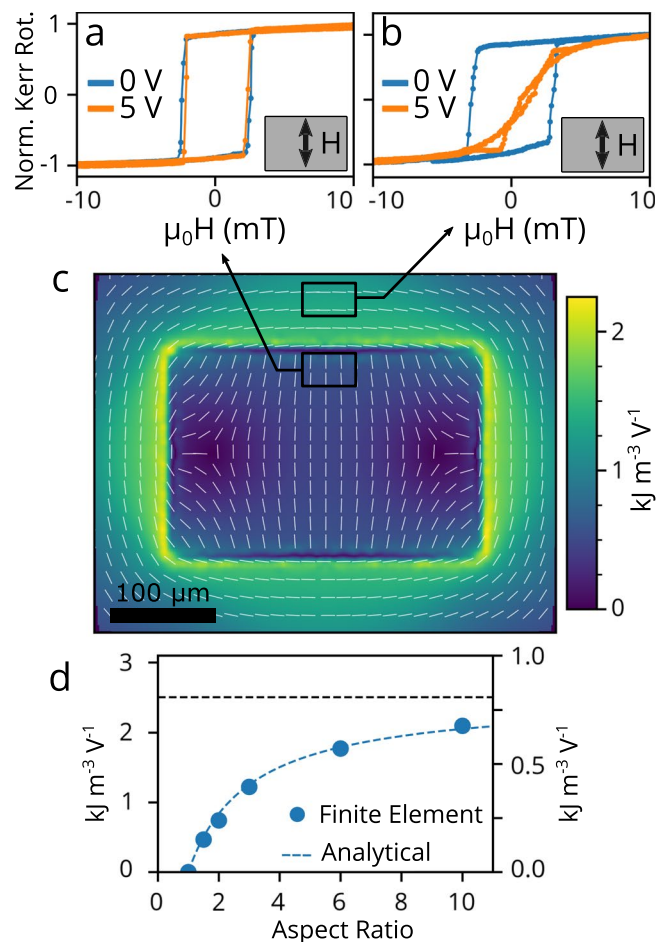 a
b
Norm. Kerr Rot.
1
0
-1
0 V
5 V
H
0 V
5 V
H
-10
0
10
-10
0
10
µ₀H (mT)
µ₀H (mT)
c
100 µm
2
1
0
kJ m⁻³ V⁻¹
d
3
2
1
0
kJ m⁻³ V⁻¹
1.0
0.5
0.0
kJ m⁻³ V⁻¹
Finite Element
Analytical
0
2
4
6
8
10
Aspect Ratio